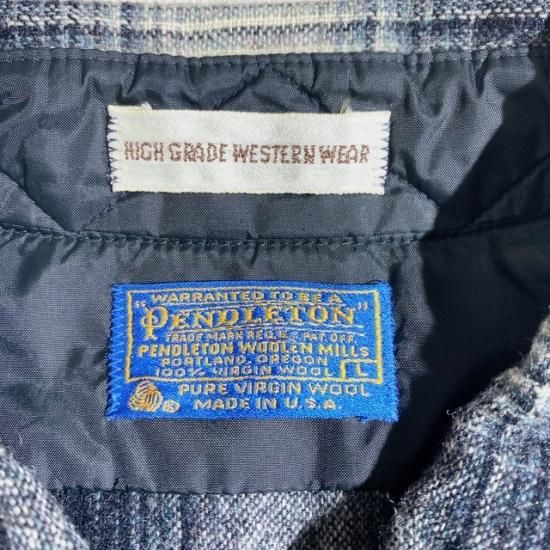 HIGH GRADE WESTERN WEAR
WARRANTED TO BE A
"PENDLETON"
TRADE MARK REG. U.S. PAT. OFF.
PENDLETON WOOLEN MILLS
PORTLAND, OREGON
100% VIRGIN WOOL L
PURE VIRGIN WOOL
® MADE IN U.S.A.